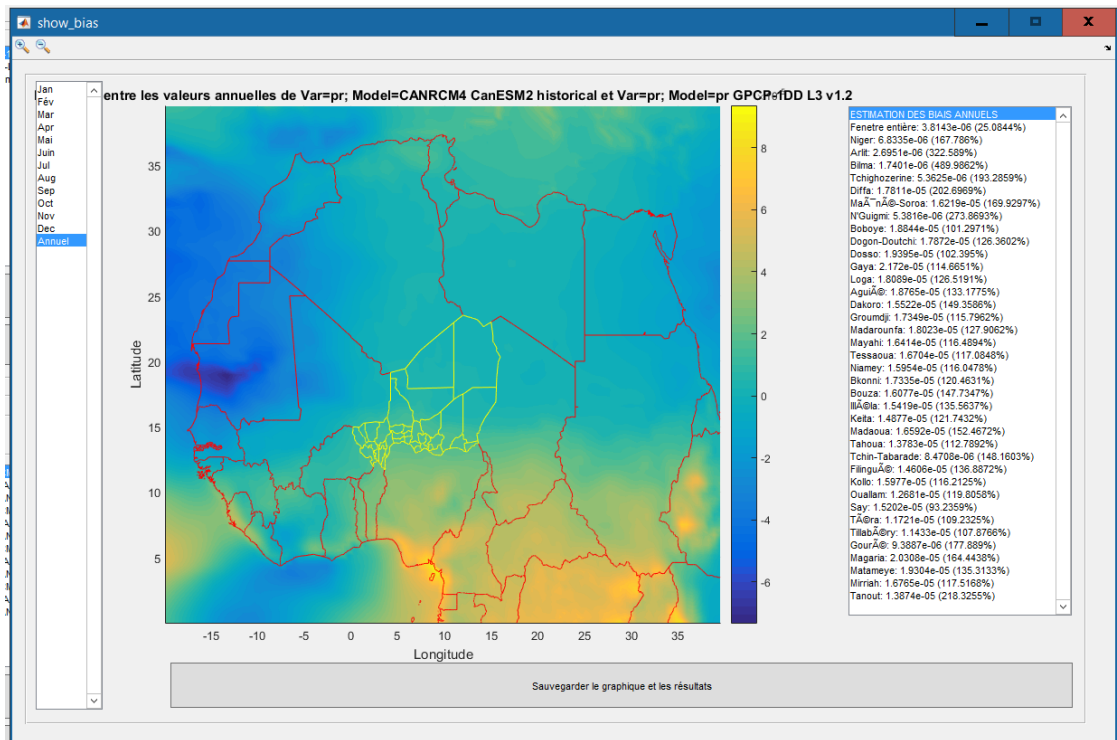 show_bias
Jan
Fév
Mar
Apr
Mai
Juin
Jul
Aug
Sep
Oct
Nov
Dec
Annuel
entre les valeurs annuelles de Var=pr; Model=CANRCM4 CanESM2 historical et Var=pr; Model=pr GPCP DD L3 v1.2
35
30
25
20
15
10
5
Latitude
-15
-10
-5
0
5
10
15
20
25
30
35
Longitude
8
6
4
2
0
-2
-4
-6
ESTIMATION DES BIAIS ANNUELS
Fenetre entière: 3.8143e-06 (25.0844%)
Niger: 6.8335e-06 (167.786%)
Arlit: 2.6951e-06 (322.589%)
Bilma: 1.7401e-06 (489.9862%)
Tchighozerine: 5.3625e-06 (193.2859%)
Diffa: 1.7811e-05 (202.6969%)
MaÃ¯nÃ©-Soroa: 1.6219e-05 (169.9297%)
N'Guigmi: 5.3816e-06 (273.8693%)
Boboye: 1.8844e-05 (101.2971%)
Dogon-Doutchi: 1.7872e-05 (126.3602%)
Dosso: 1.9395e-05 (102.395%)
Gaya: 2.172e-05 (114.6651%)
Loga: 1.8089e-05 (126.5191%)
AguiÃ©: 1.8765e-05 (133.1775%)
Dakoro: 1.5522e-05 (149.3586%)
Groumdji: 1.7349e-05 (115.7962%)
Madarounfa: 1.8023e-05 (127.9062%)
Mayahi: 1.6414e-05 (116.4894%)
Tessaoua: 1.6704e-05 (117.0848%)
Niamey: 1.5954e-05 (116.0478%)
Bkonni: 1.7335e-05 (120.4631%)
Bouza: 1.6077e-05 (147.7347%)
IllÃ©la: 1.5419e-05 (135.5637%)
Keita: 1.4877e-05 (121.7432%)
Madaoua: 1.6592e-05 (152.4672%)
Tahoua: 1.3783e-05 (112.7892%)
Tchin-Tabarade: 8.4708e-06 (148.1603%)
FilinguÃ©: 1.4606e-05 (136.8872%)
Kollo: 1.5977e-05 (116.2125%)
Ouallam: 1.2681e-05 (119.8058%)
Say: 1.5202e-05 (93.2359%)
TÃ©ra: 1.1721e-05 (109.2325%)
TillabÃ©ry: 1.1433e-05 (107.8766%)
GourÃ©: 9.3887e-06 (177.889%)
Magaria: 2.0308e-05 (164.4438%)
Matameye: 1.9304e-05 (135.3133%)
Mirriah: 1.6765e-05 (117.5168%)
Tanout: 1.3874e-05 (218.3255%)
Sauvegarder le graphique et les résultats